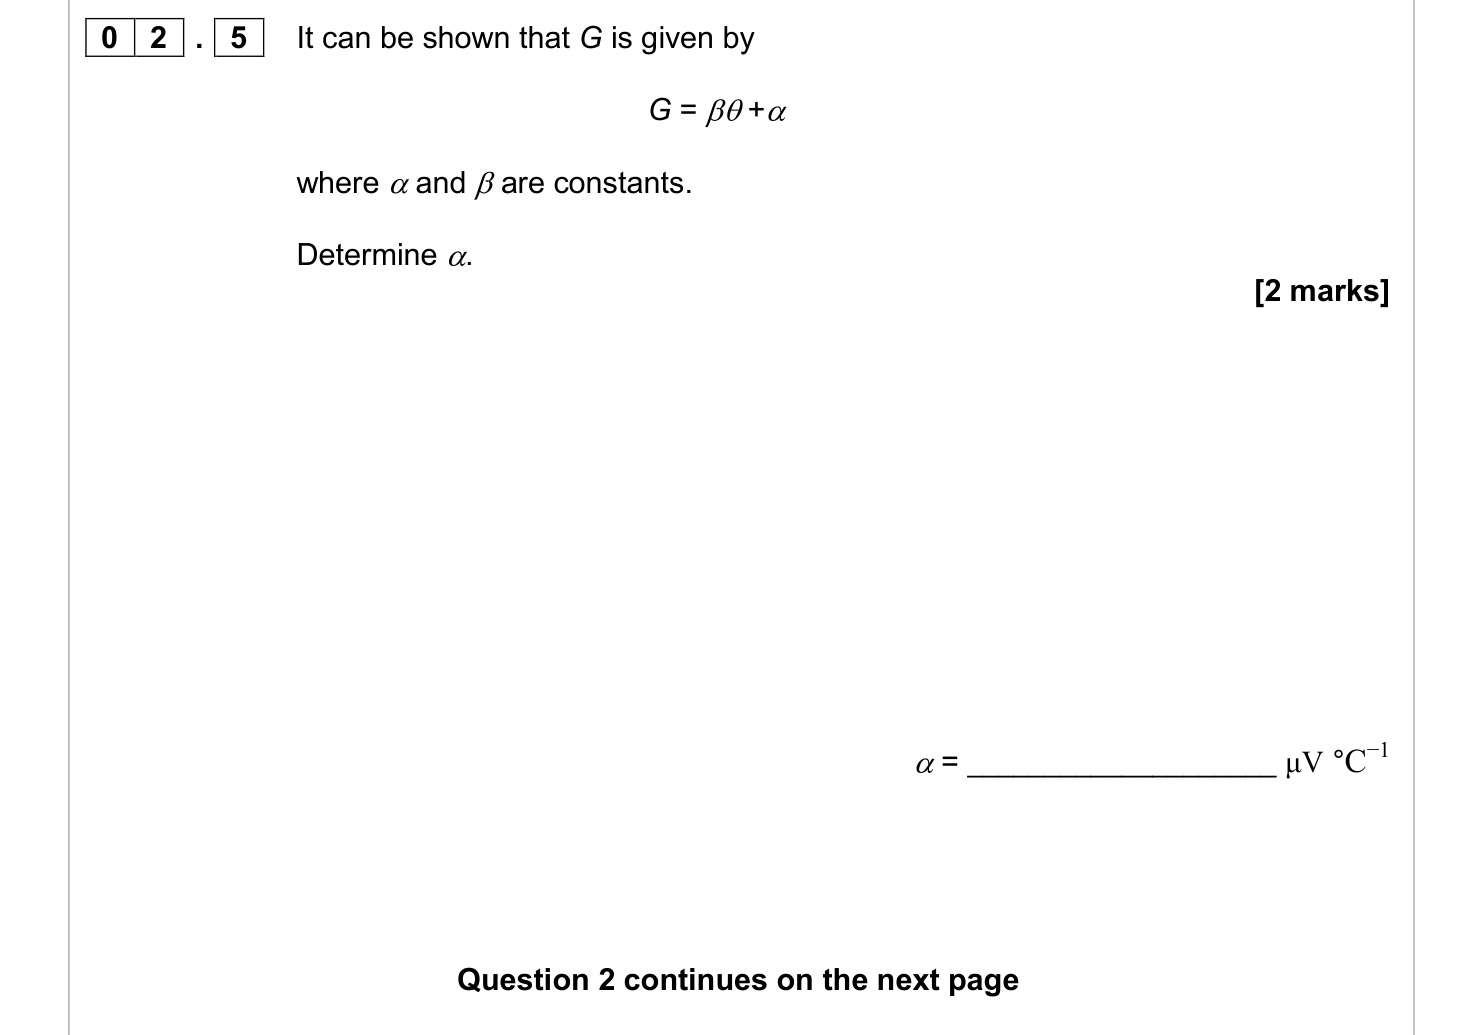 0 2 . 5 It can be shown that G is given by
G = βθ + α
where α and β are constants.
Determine α.
[2 marks]
α = ____________________ µV °C⁻¹
Question 2 continues on the next page